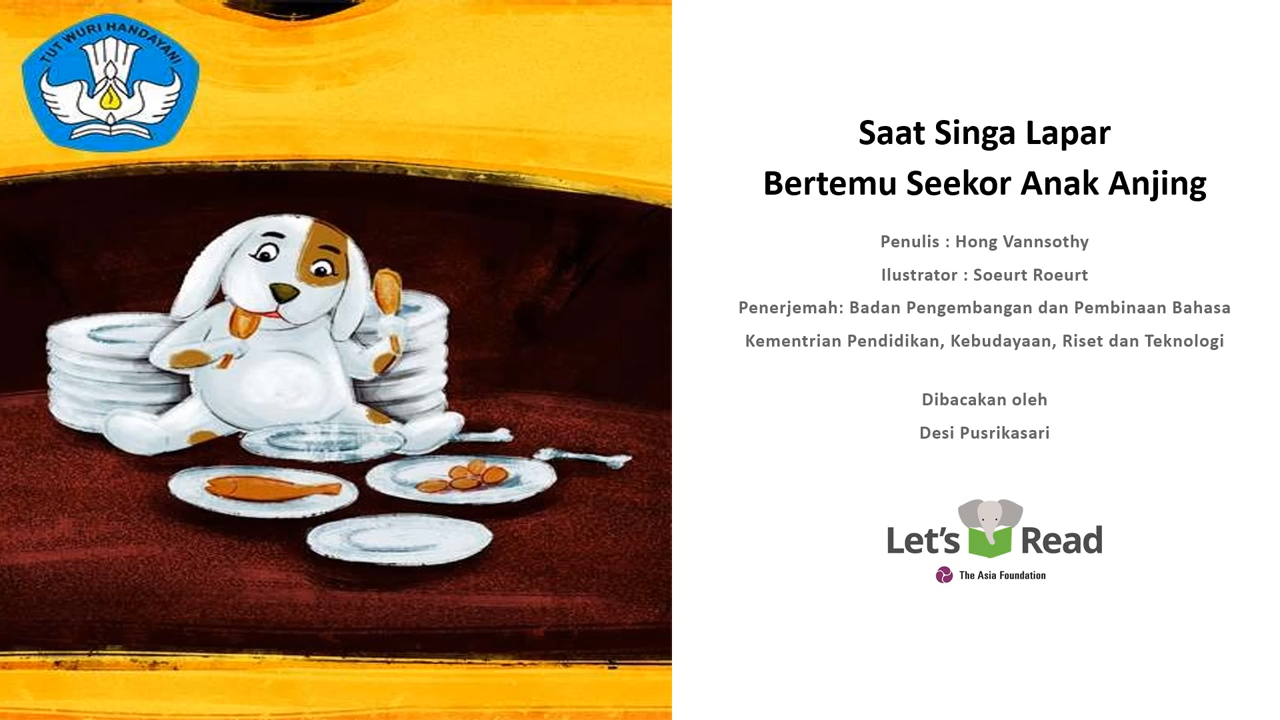 TUT WURI HANDAYANI
Saat Singa Lapar
Bertemu Seekor Anak Anjing
Penulis : Hong Vannsothy
Ilustrator : Soeurt Roeurt
Penerjemah: Badan Pengembangan dan Pembinaan Bahasa
Kementrian Pendidikan, Kebudayaan, Riset dan Teknologi
Dibacakan oleh
Desi Pusrikasari
Let's Read
The Asia Foundation